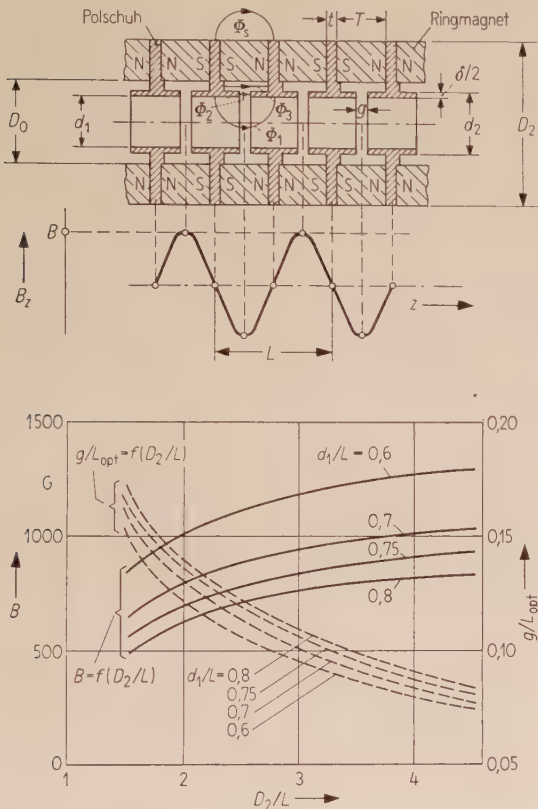 Polschuh
Φs
t
T
Ringmagnet
N N S S N N S S N N
δ/2
D0
d1
Φ2
Φ3
g
Φ1
d2
D2
N N S S N N S S N N
B
Bz
z
L
1500
G
1000
B
500
0
g/Lopt=f(D2/L)
B=f(D2/L)
d1/L=0,6
0,7
0,75
0,8
d1/L=0,8
0,75
0,7
0,6
0,20
0,15
g/Lopt
0,10
0,05
1
2
3
4
D2/L